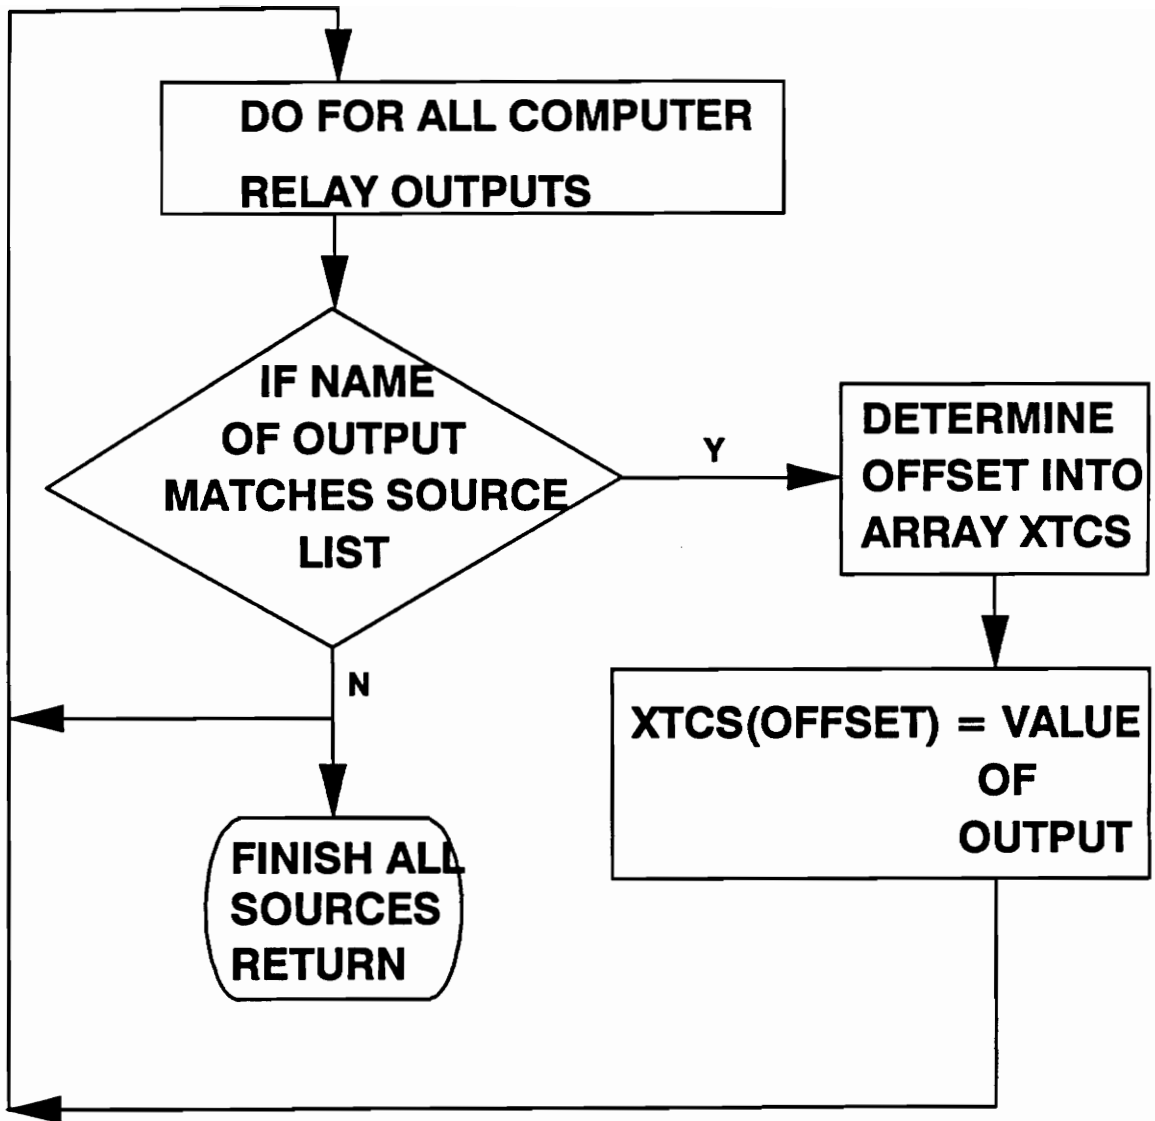 DO FOR ALL COMPUTER
RELAY OUTPUTS
IF NAME
OF OUTPUT
MATCHES SOURCE
LIST
Y
DETERMINE
OFFSET INTO
ARRAY XTCS
N
XTCS(OFFSET) = VALUE
OF
OUTPUT
FINISH ALL
SOURCES
RETURN